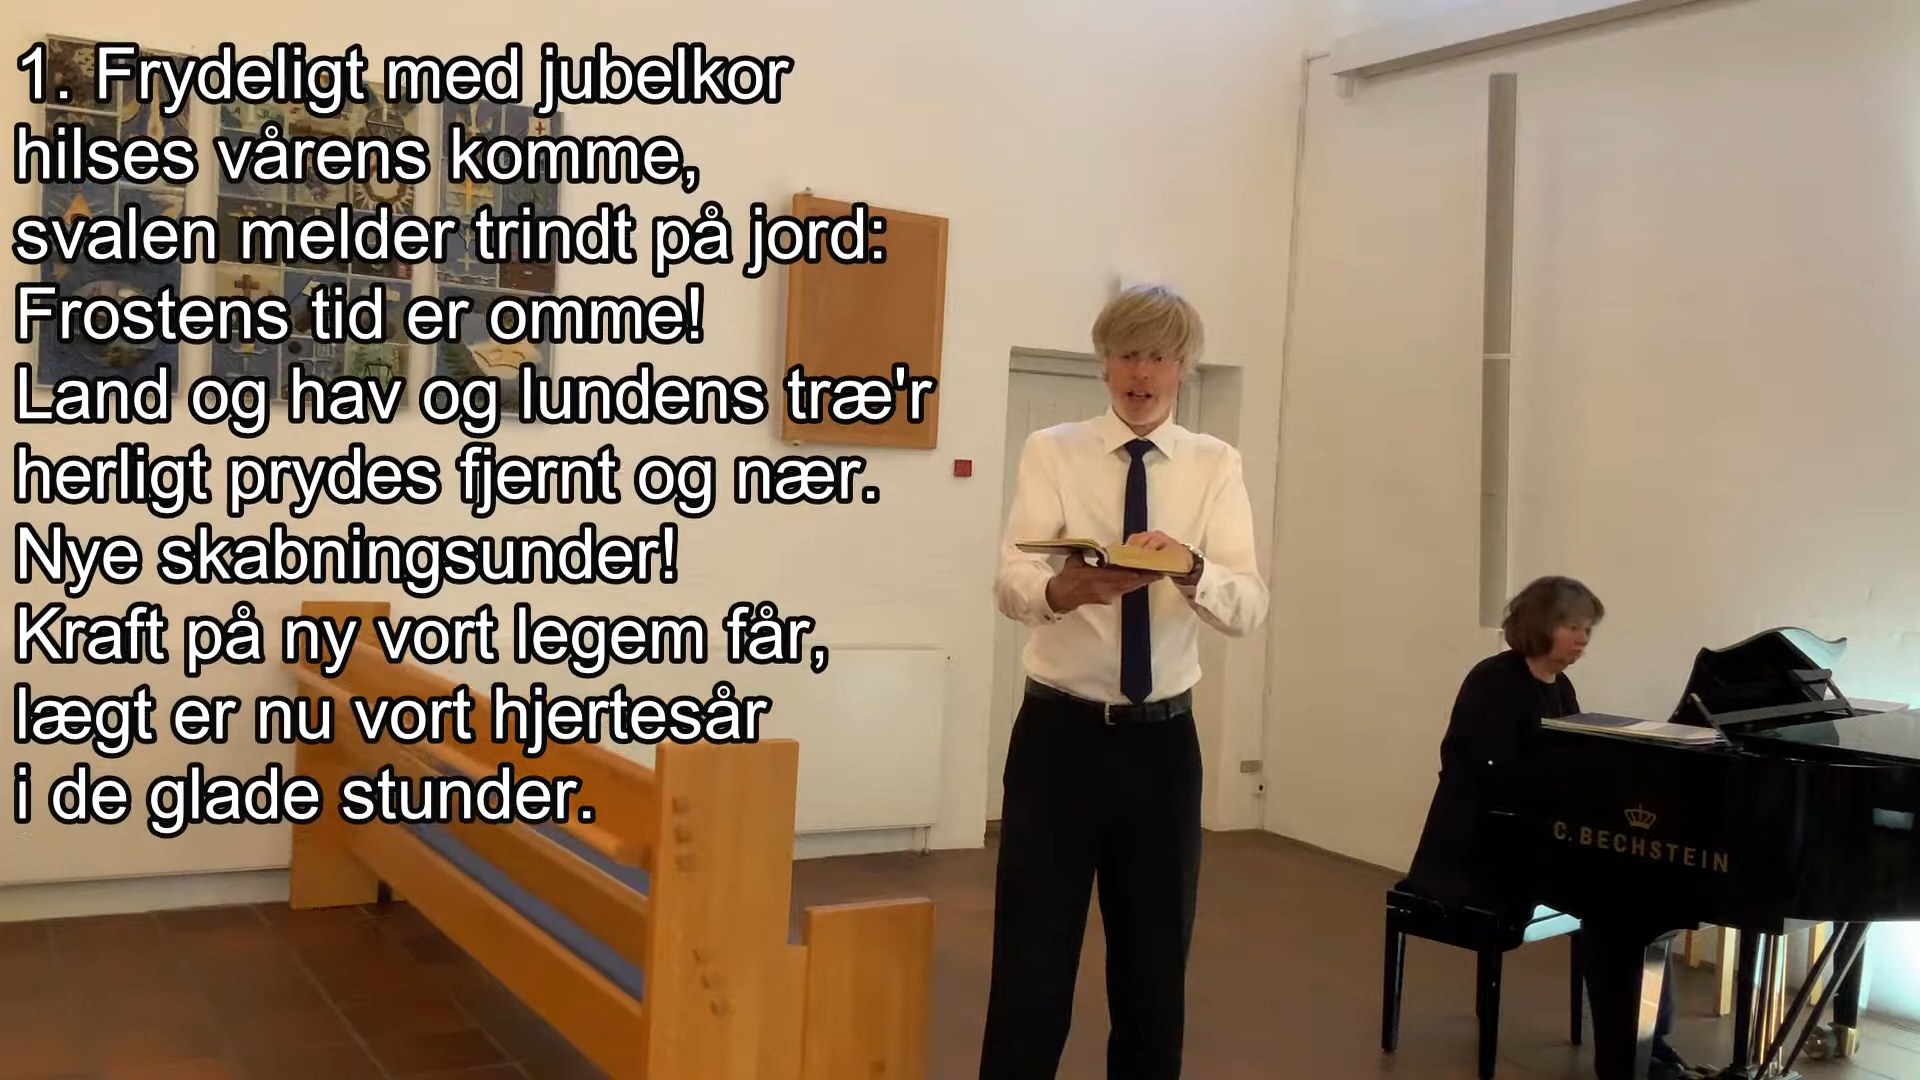 1. Frydeligt med jubelkor
hilses vårens komme,
svalen melder trindt på jord:
Frostens tid er omme!
Land og hav og lundens træ'r
herligt prydes fjernt og nær.
Nye skabningsunder!
Kraft på ny vort legem får,
lægt er nu vort hjertesår
i de glade stunder.
C. BECHSTEIN